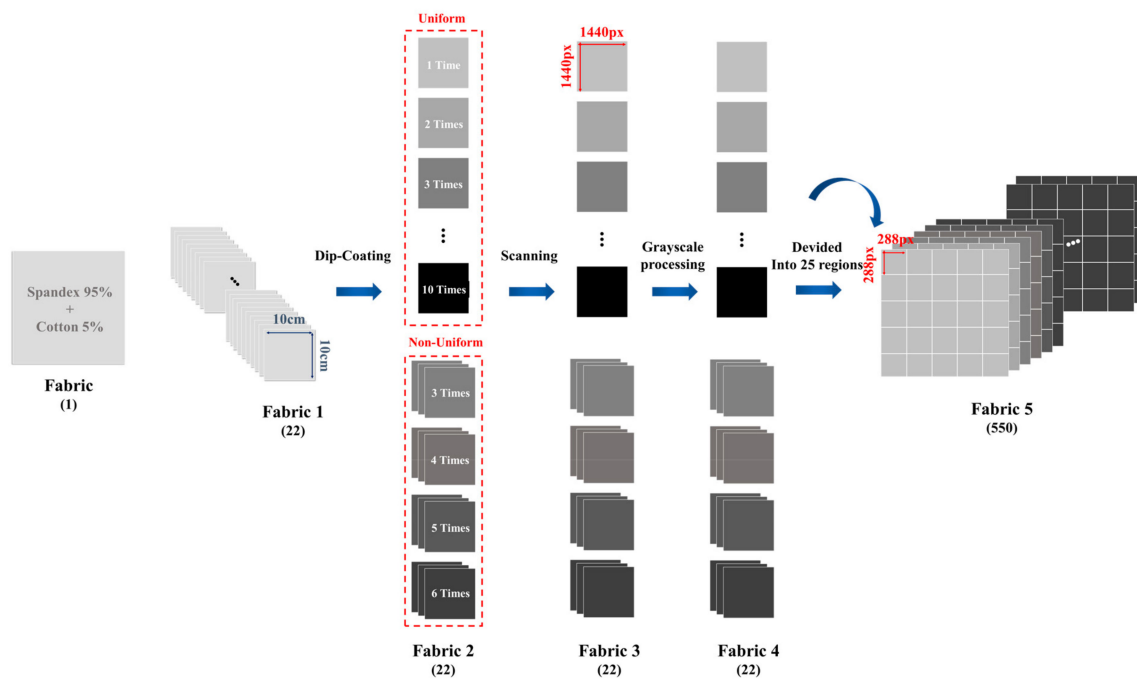 Spandex 95%
+
Cotton 5%
Fabric
(1)
10cm
10cm
Fabric 1
(22)
Dip-Coating
Uniform
1 Time
2 Times
3 Times
10 Times
Non-Uniform
3 Times
4 Times
5 Times
6 Times
Fabric 2
(22)
Scanning
1440px
1440px
Fabric 3
(22)
Grayscale
processing
Fabric 4
(22)
Devided
Into 25 regions
288px
288px
Fabric 5
(550)